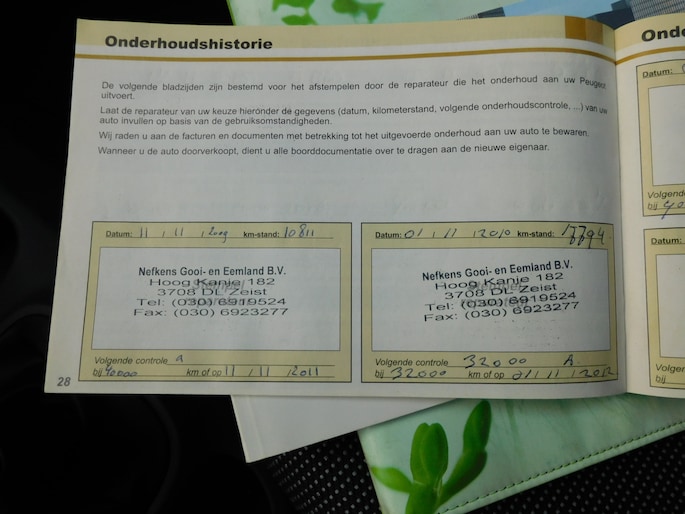 Onderhoudshistorie
De volgende bladzijden zijn bestemd voor het afstempelen door de reparateur die het onderhoud aan uw Peugeot
uitvoert.
Laat de reparateur van uw keuze hieronder de gegevens (datum, kilometerstand, volgende onderhoudscontrole, ...) van uw
auto invullen op basis van de gebruiksomstandigheden.
Wij raden u aan de facturen en documenten met betrekking tot het uitgevoerde onderhoud aan uw auto te bewaren.
Wanneer u de auto doorverkoopt, dient u alle boorddocumentatie over te dragen aan de nieuwe eigenaar.
Datum: 11 / 11 / 2009 km-stand: 10811
Nefkens Gooi- en Eemland B.V.
Hoog Kanje 182
3708 DL Zeist
Tel: (030) 6919524
Fax: (030) 6923277
Volgende controle A
bij 40000 km of op 11 / 11 / 2011
28
Datum: 01 / 11 / 2010 km-stand: 17794
Nefkens Gooi- en Eemland B.V.
Hoog Kanje 182
3708 DL Zeist
Tel: (030) 6919524
Fax: (030) 6923277
Volgende controle 32000 A
bij 32000 km of op 01 / 11 / 2012
Datum:
bij
Datum:
bij